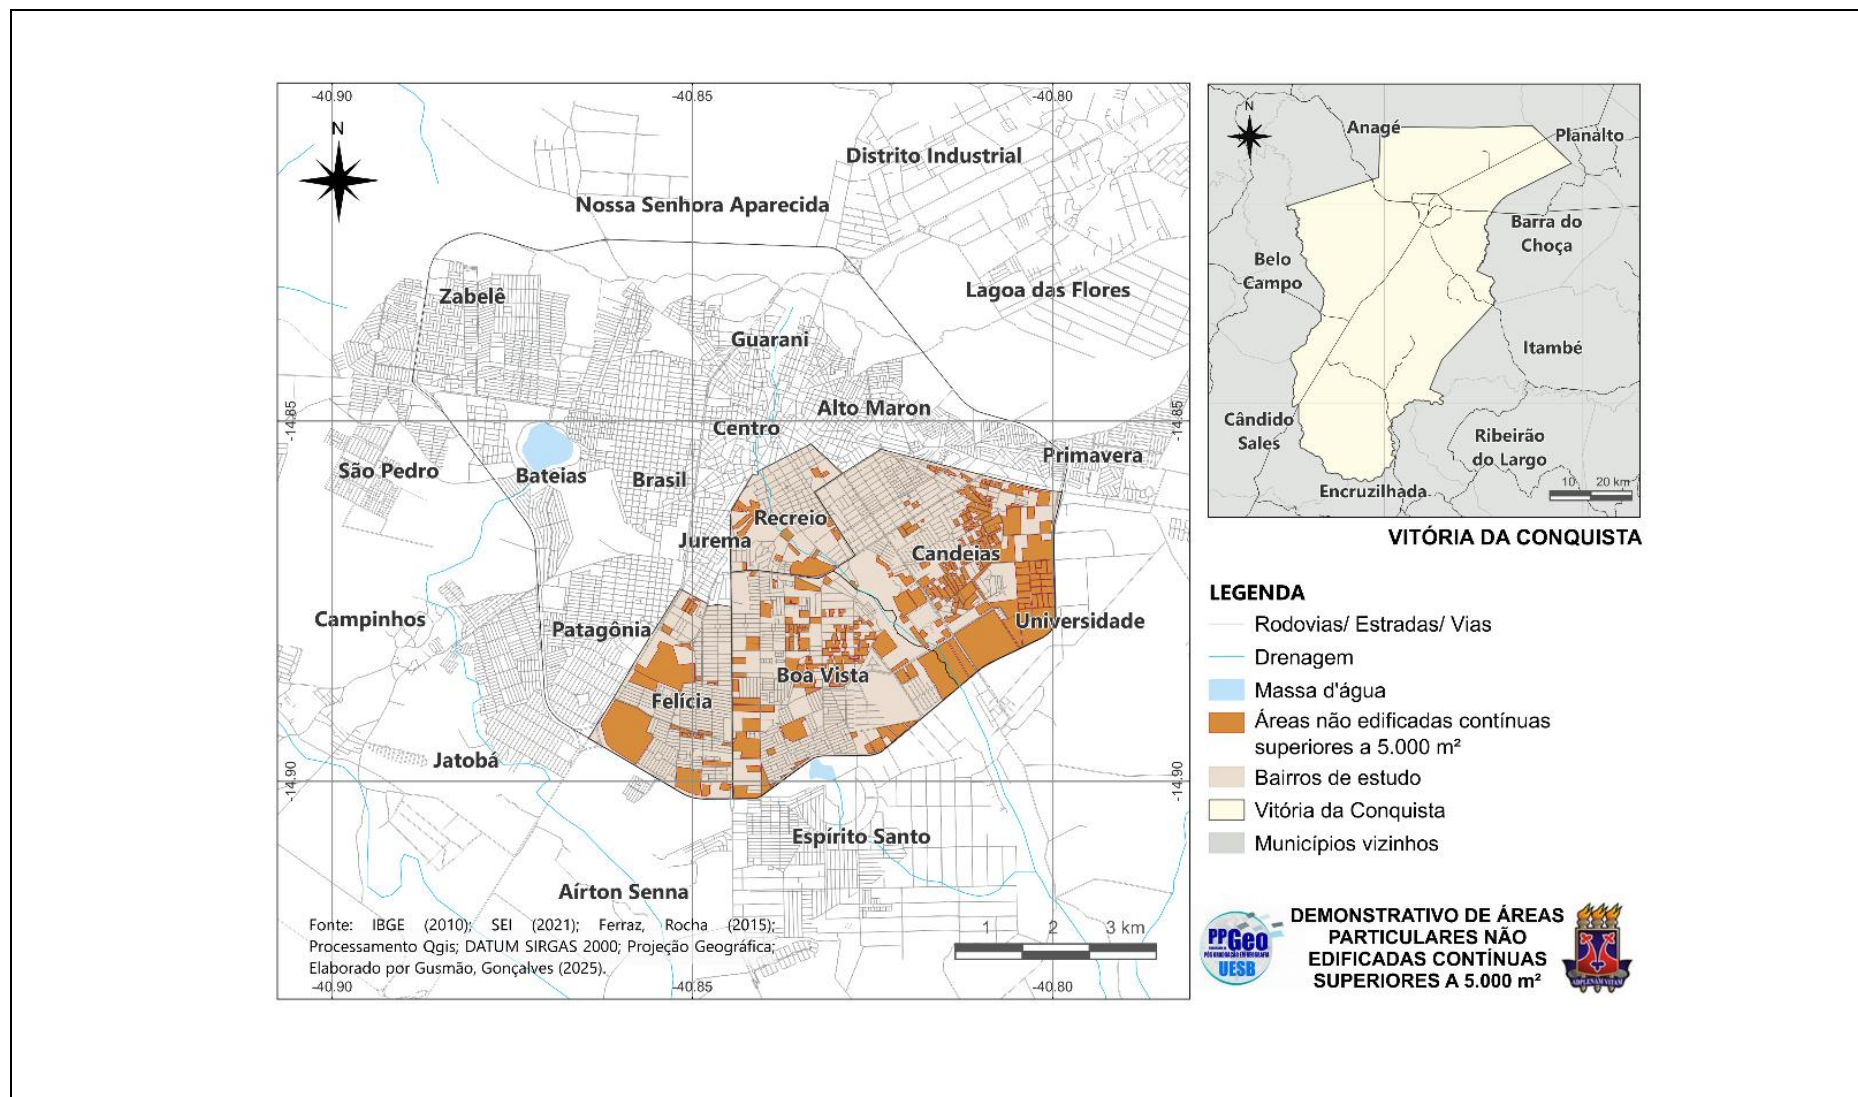 -40.90
-40.85
-40.80
N
Distrito Industrial
Nossa Senhora Aparecida
Zabelê
Lagoa das Flores
Guarani
-14.85
-14.85
Alto Maron
Centro
Primavera
São Pedro
Bateias
Brasil
Recreio
Jurema
Candeias
Campinhos
Patagônia
Universidade
Boa Vista
Felícia
Jatobá
-14.90
-14.90
Espírito Santo
Aírton Senna
Fonte: IBGE (2010); SEI (2021); Ferraz, Rocha (2015);
Processamento Qgis; DATUM SIRGAS 2000; Projeção Geográfica;
Elaborado por Gusmão, Gonçalves (2025).
1 2 3 km
-40.90
-40.85
-40.80
N
Anagé
Planalto
Barra do
Choça
Belo
Campo
Itambé
Cândido
Sales
Ribeirão
do Largo
Encruzilhada
10 20 km
VITÓRIA DA CONQUISTA
LEGENDA
Rodovias/ Estradas/ Vias
Drenagem
Massa d'água
Áreas não edificadas contínuas
superiores a 5.000 m²
Bairros de estudo
Vitória da Conquista
Municípios vizinhos
PPGeo
UESB
DEMONSTRATIVO DE ÁREAS
PARTICULARES NÃO
EDIFICADAS CONTÍNUAS
SUPERIORES A 5.000 m²